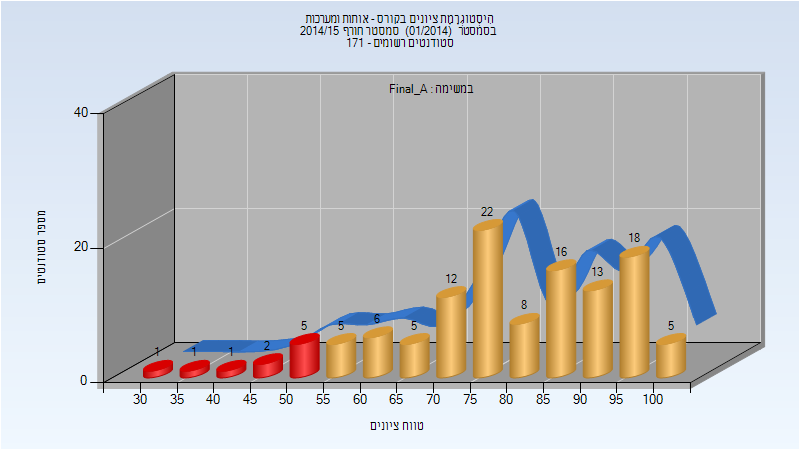 היסטוגרמת ציונים בקורס - אותות ומערכות
בסמסטר (01/2014) סמסטר חורף 2014/15
סטודנטים רשומים - 171
במשימה : Final_A
מספר סטודנטים
40
20
0
1 1 1 2 5 5 6 5 12 22 8 16 13 18 5
30 35 40 45 50 55 60 65 70 75 80 85 90 95 100
טווח ציונים